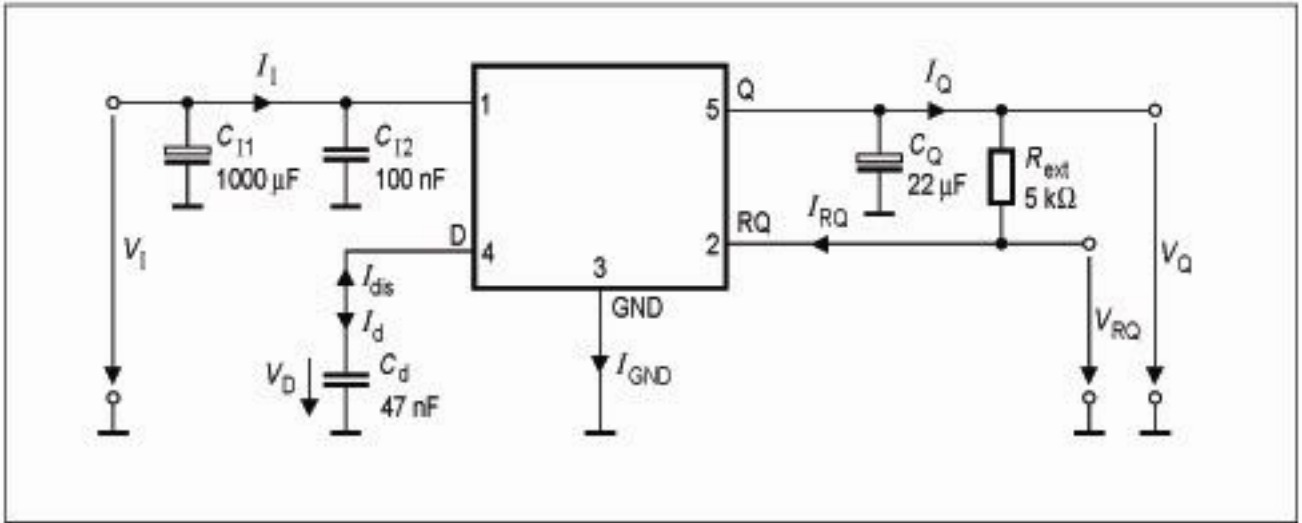 I_I
1
C_I1
1000 µF
C_I2
100 nF
V_I
D
4
I_dis
I_d
V_D
C_d
47 nF
3
GND
I_GND
Q
5
I_Q
C_Q
22 µF
R_ext
5 kΩ
I_RQ
RQ
2
V_RQ
V_Q